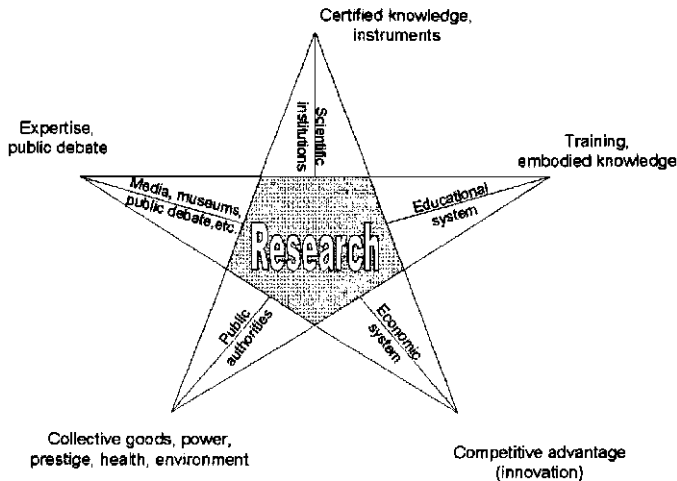 Certified knowledge,
instruments
Scientific
institutions
Expertise,
public debate
Training,
embodied knowledge
Media, museums,
public debate,etc.
Educational
system
Research
Public
authorities
Economic
system
Collective goods, power,
prestige, health, environment
Competitive advantage
(innovation)